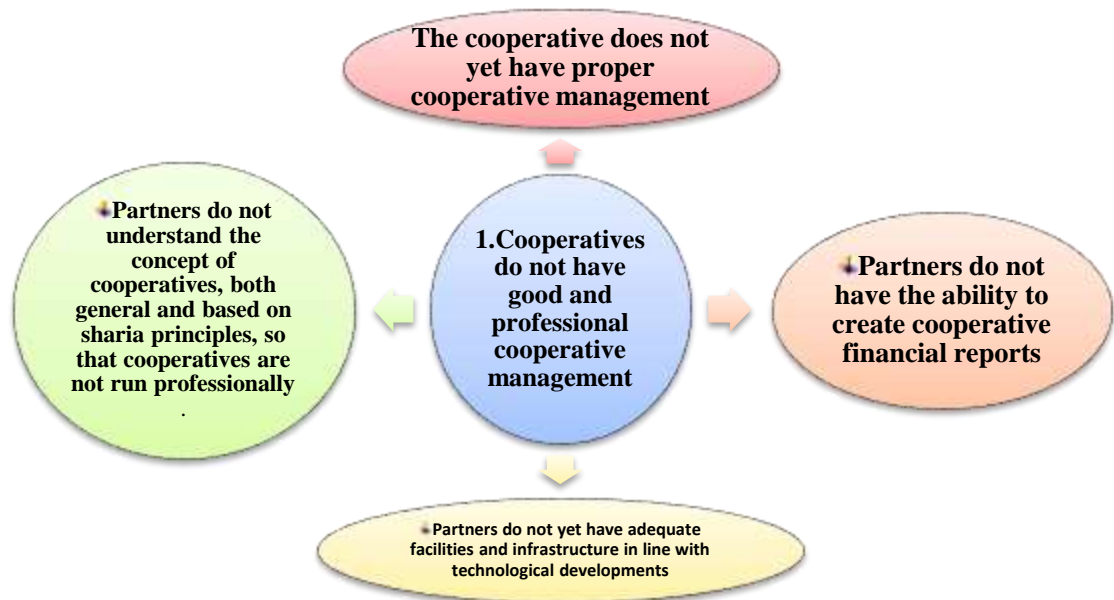 The cooperative does not
yet have proper
cooperative management
Partners do not
understand the
concept of
cooperatives, both
general and based on
sharia principles, so
that cooperatives are
not run professionally
.
1.Cooperatives
do not have
good and
professional
cooperative
management
Partners do not
have the ability to
create cooperative
financial reports
Partners do not yet have adequate
facilities and infrastructure in line with
technological developments